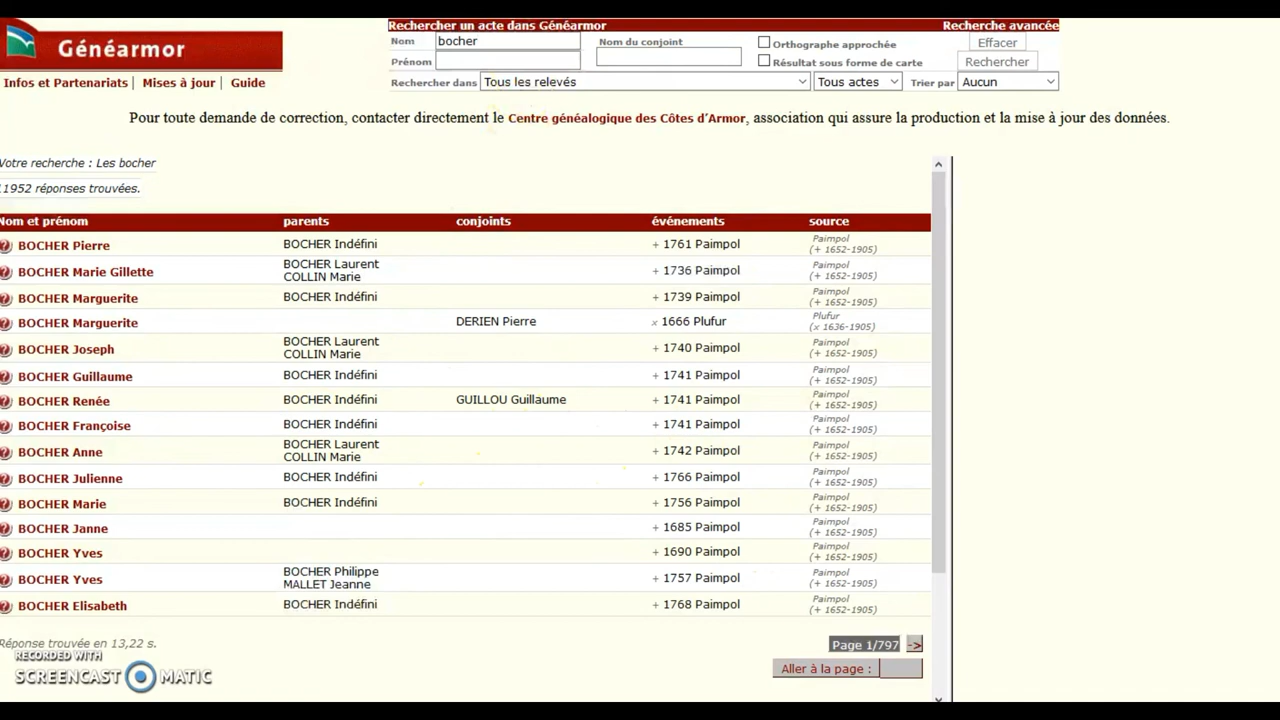 Rechercher un acte dans Généarmor Recherche avancée
Généarmor
Nom bocher Nom du conjoint Orthographe approchée Effacer
Prénom Résultat sous forme de carte Rechercher
Infos et Partenariats | Mises à jour | Guide
Rechercher dans Tous les relevés Tous actes Trier par Aucun
Pour toute demande de correction, contacter directement le Centre généalogique des Côtes d'Armor, association qui assure la production et la mise à jour des données.
Votre recherche : Les bocher
11952 réponses trouvées.
Nom et prénom parents conjoints événements source
BOCHER Pierre BOCHER Indéfini + 1761 Paimpol Paimpol
(+ 1652-1905)
BOCHER Marie Gillette BOCHER Laurent + 1736 Paimpol Paimpol
COLLIN Marie (+ 1652-1905)
BOCHER Marguerite BOCHER Indéfini + 1739 Paimpol Paimpol
(+ 1652-1905)
BOCHER Marguerite DERIEN Pierre x 1666 Plufur Plufur
(x 1636-1905)
BOCHER Joseph BOCHER Laurent + 1740 Paimpol Paimpol
COLLIN Marie (+ 1652-1905)
BOCHER Guillaume BOCHER Indéfini + 1741 Paimpol Paimpol
(+ 1652-1905)
BOCHER Renée BOCHER Indéfini GUILLOU Guillaume + 1741 Paimpol Paimpol
(+ 1652-1905)
BOCHER Françoise BOCHER Indéfini + 1741 Paimpol Paimpol
(+ 1652-1905)
BOCHER Anne BOCHER Laurent + 1742 Paimpol Paimpol
COLLIN Marie (+ 1652-1905)
BOCHER Julienne BOCHER Indéfini + 1766 Paimpol Paimpol
(+ 1652-1905)
BOCHER Marie BOCHER Indéfini + 1756 Paimpol Paimpol
(+ 1652-1905)
BOCHER Janne + 1685 Paimpol Paimpol
(+ 1652-1905)
BOCHER Yves + 1690 Paimpol Paimpol
(+ 1652-1905)
BOCHER Yves BOCHER Philippe + 1757 Paimpol Paimpol
MALLET Jeanne (+ 1652-1905)
BOCHER Elisabeth BOCHER Indéfini + 1768 Paimpol Paimpol
(+ 1652-1905)
Réponse trouvée en 13,22 s. Page 1/797 ->
Aller à la page :
RECORDED WITH
SCREENCAST MATIC